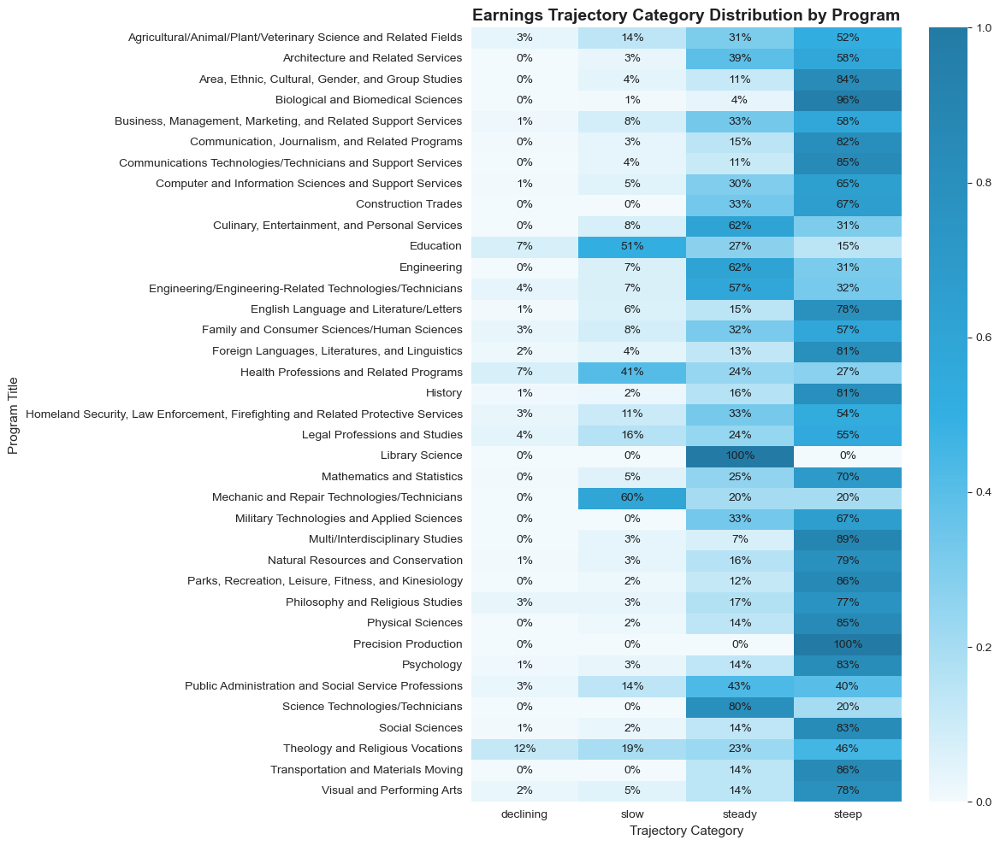 Earnings Trajectory Category Distribution by Program
Agricultural/Animal/Plant/Veterinary Science and Related Fields 3% 14% 31% 52%
Architecture and Related Services 0% 3% 39% 58%
Area, Ethnic, Cultural, Gender, and Group Studies 0% 4% 11% 84%
Biological and Biomedical Sciences 0% 1% 4% 96%
Business, Management, Marketing, and Related Support Services 1% 8% 33% 58%
Communication, Journalism, and Related Programs 0% 3% 15% 82%
Communications Technologies/Technicians and Support Services 0% 4% 11% 85%
Computer and Information Sciences and Support Services 1% 5% 30% 65%
Construction Trades 0% 0% 33% 67%
Culinary, Entertainment, and Personal Services 0% 8% 62% 31%
Education 7% 51% 27% 15%
Engineering 0% 7% 62% 31%
Engineering/Engineering-Related Technologies/Technicians 4% 7% 57% 32%
English Language and Literature/Letters 1% 6% 15% 78%
Family and Consumer Sciences/Human Sciences 3% 8% 32% 57%
Foreign Languages, Literatures, and Linguistics 2% 4% 13% 81%
Health Professions and Related Programs 7% 41% 24% 27%
History 1% 2% 16% 81%
Homeland Security, Law Enforcement, Firefighting and Related Protective Services 3% 11% 33% 54%
Legal Professions and Studies 4% 16% 24% 55%
Library Science 0% 0% 100% 0%
Mathematics and Statistics 0% 5% 25% 70%
Mechanic and Repair Technologies/Technicians 0% 60% 20% 20%
Military Technologies and Applied Sciences 0% 0% 33% 67%
Multi/Interdisciplinary Studies 0% 3% 7% 89%
Natural Resources and Conservation 1% 3% 16% 79%
Parks, Recreation, Leisure, Fitness, and Kinesiology 0% 2% 12% 86%
Philosophy and Religious Studies 3% 3% 17% 77%
Physical Sciences 0% 2% 14% 85%
Precision Production 0% 0% 0% 100%
Psychology 1% 3% 14% 83%
Public Administration and Social Service Professions 3% 14% 43% 40%
Science Technologies/Technicians 0% 0% 80% 20%
Social Sciences 1% 2% 14% 83%
Theology and Religious Vocations 12% 19% 23% 46%
Transportation and Materials Moving 0% 0% 14% 86%
Visual and Performing Arts 2% 5% 14% 78%
declining slow steady steep
Trajectory Category
Program Title
1.0
0.8
0.6
0.4
0.2
0.0